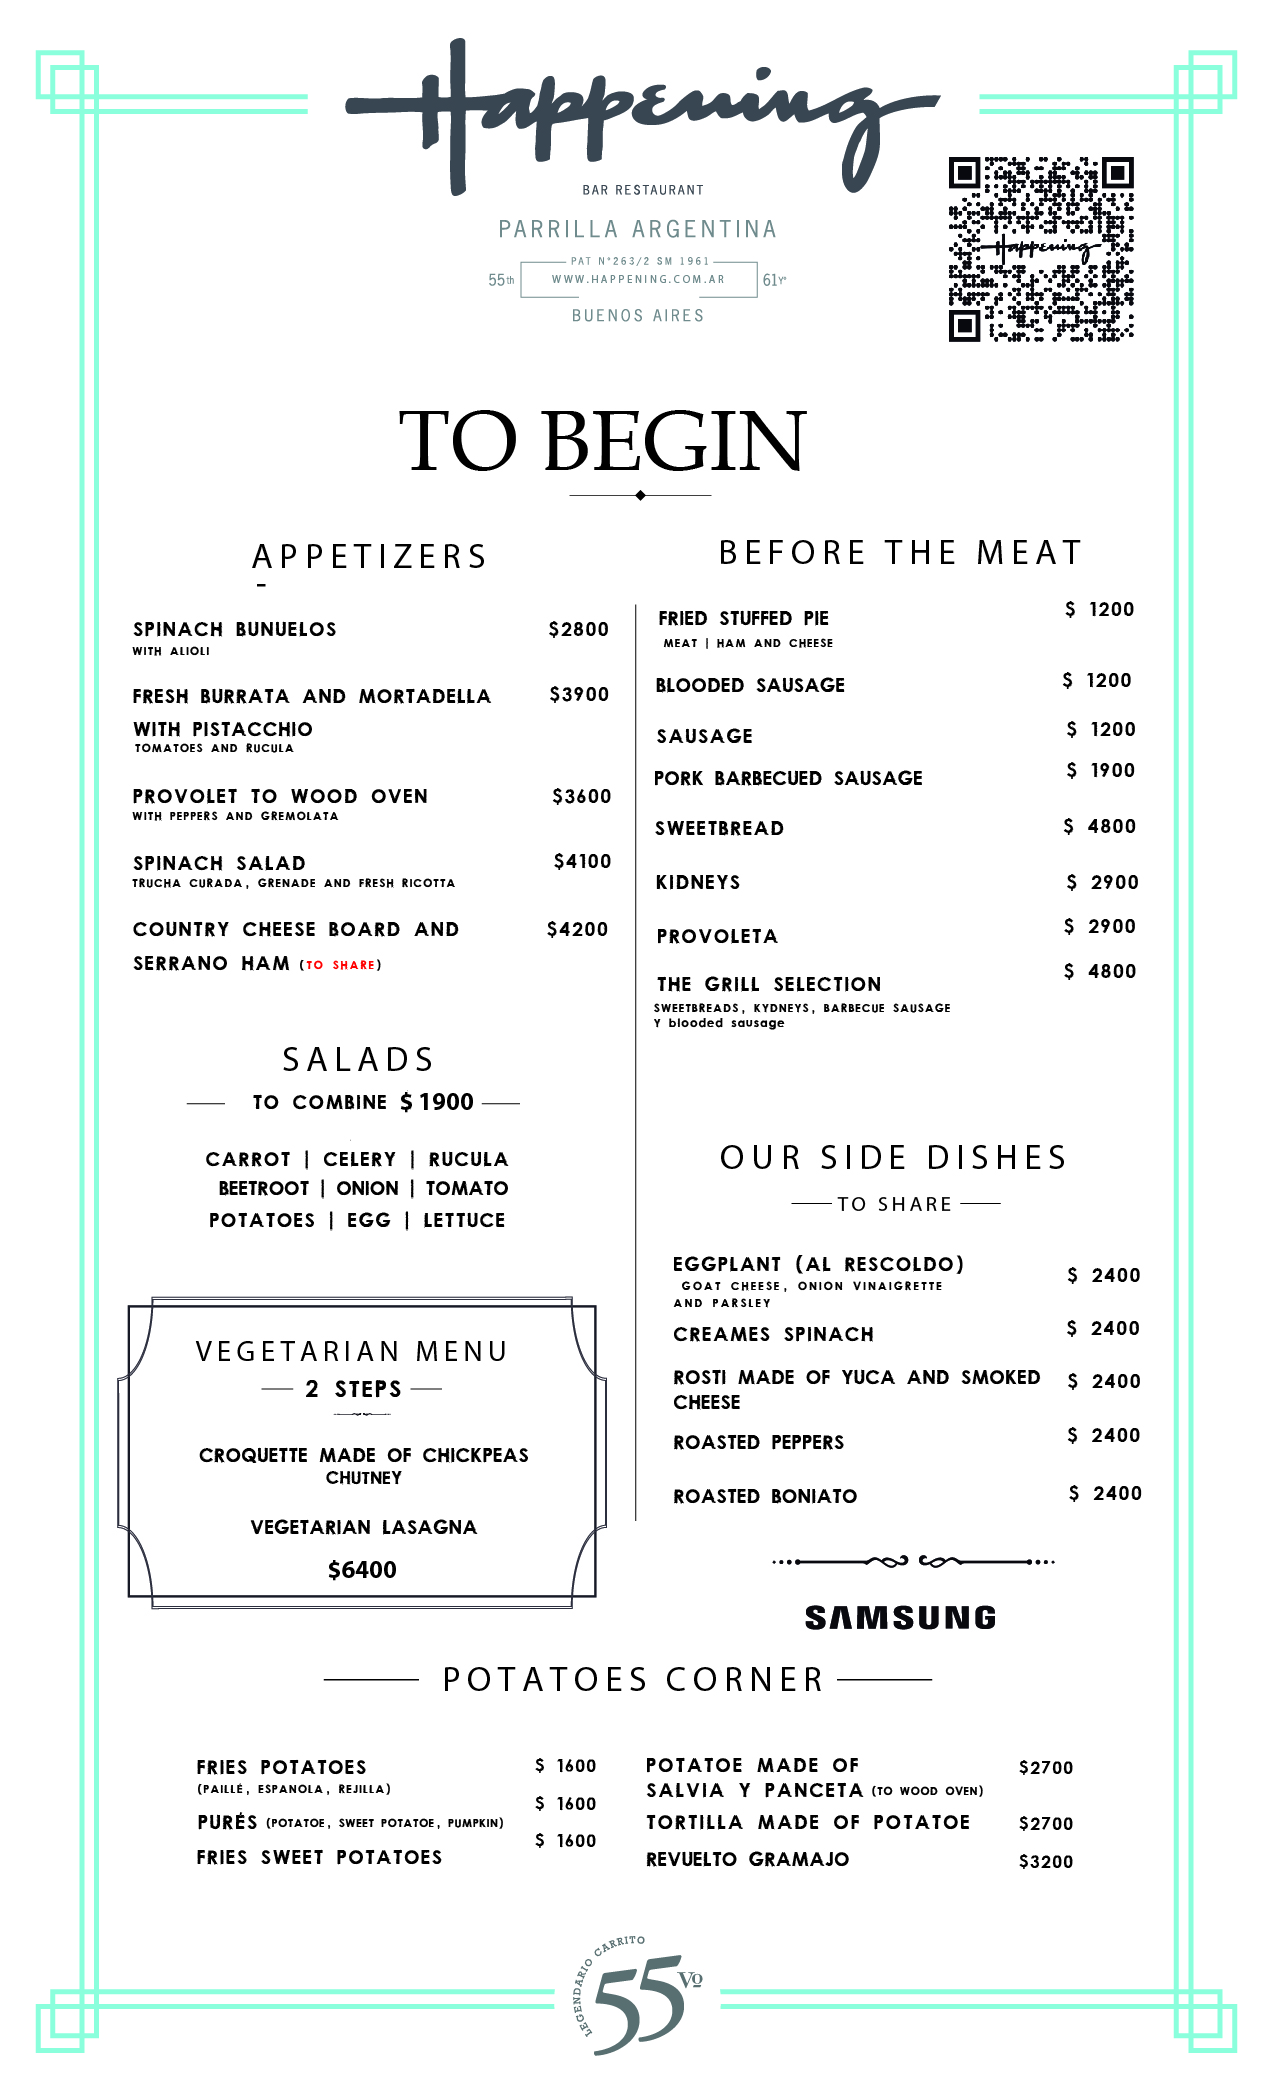 Happening
BAR RESTAURANT
PARRILLA ARGENTINA
PAT N°263/2 SM 1961
55th WWW.HAPPENING.COM.AR 61Yº
BUENOS AIRES
Happening
TO BEGIN
APPETIZERS
-
SPINACH BUNUELOS $2800
WITH ALIOLI
FRESH BURRATA AND MORTADELLA $3900
WITH PISTACCHIO
TOMATOES AND RUCULA
PROVOLET TO WOOD OVEN $3600
WITH PEPPERS AND GREMOLATA
SPINACH SALAD $4100
TRUCHA CURADA, GRENADE AND FRESH RICOTTA
COUNTRY CHEESE BOARD AND $4200
SERRANO HAM (TO SHARE)
SALADS
TO COMBINE $ 1900
CARROT | CELERY | RUCULA
BEETROOT | ONION | TOMATO
POTATOES | EGG | LETTUCE
VEGETARIAN MENU
2 STEPS
CROQUETTE MADE OF CHICKPEAS
CHUTNEY
VEGETARIAN LASAGNA
$6400
BEFORE THE MEAT
FRIED STUFFED PIE $ 1200
MEAT | HAM AND CHEESE
BLOODED SAUSAGE $ 1200
SAUSAGE $ 1200
PORK BARBECUED SAUSAGE $ 1900
SWEETBREAD $ 4800
KIDNEYS $ 2900
PROVOLETA $ 2900
THE GRILL SELECTION $ 4800
SWEETBREADS, KYDNEYS, BARBECUE SAUSAGE
Y blooded sausage
OUR SIDE DISHES
TO SHARE
EGGPLANT (AL RESCOLDO) $ 2400
GOAT CHEESE, ONION VINAIGRETTE
AND PARSLEY
CREAMES SPINACH $ 2400
ROSTI MADE OF YUCA AND SMOKED $ 2400
CHEESE
ROASTED PEPPERS $ 2400
ROASTED BONIATO $ 2400
SAMSUNG
POTATOES CORNER
FRIES POTATOES $ 1600
(PAILLÉ, ESPANOLA, REJILLA)
PURÉS (POTATOE, SWEET POTATOE, PUMPKIN) $ 1600
FRIES SWEET POTATOES $ 1600
POTATOE MADE OF $2700
SALVIA Y PANCETA (TO WOOD OVEN)
TORTILLA MADE OF POTATOE $2700
REVUELTO GRAMAJO $3200
LEGENDARIO CARRITO
55 Vº